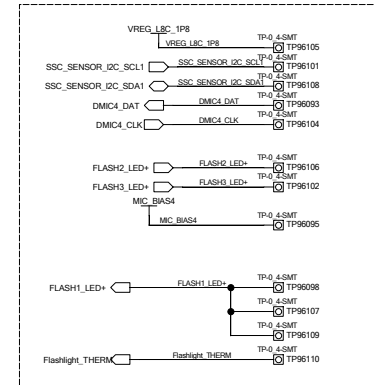 VREG_L8C_1P8
VREG_L8C_1P8
TP-0_4-SMT
TP96105
SSC_SENSOR_I2C_SCL1
SSC_SENSOR_I2C_SCL1
TP-0_4-SMT
TP96101
SSC_SENSOR_I2C_SDA1
SSC_SENSOR_I2C_SDA1
TP-0_4-SMT
TP96108
DMIC4_DAT
DMIC4_DAT
TP-0_4-SMT
TP96093
DMIC4_CLK
DMIC4_CLK
TP-0_4-SMT
TP96104
FLASH2_LED+
FLASH2_LED+
TP-0_4-SMT
TP96106
FLASH3_LED+
FLASH3_LED+
TP-0_4-SMT
TP96102
MIC_BIAS4
MIC_BIAS4
TP-0_4-SMT
TP96095
FLASH1_LED+
FLASH1_LED+
TP-0_4-SMT
TP96098
TP-0_4-SMT
TP96107
TP-0_4-SMT
TP96109
Flashlight_THERM
Flashlight_THERM
TP-0_4-SMT
TP96110